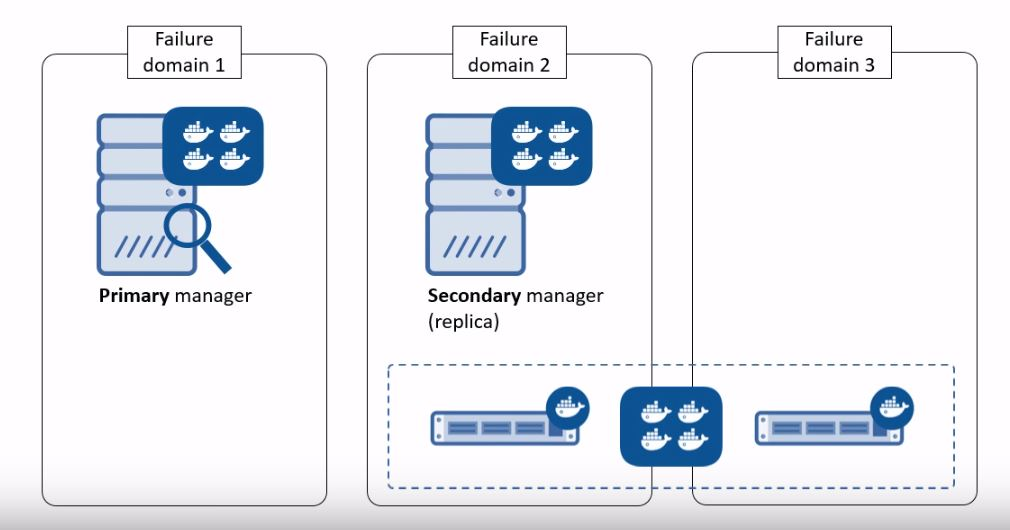 Failure
domain 1
Failure
domain 2
Failure
domain 3
Primary manager
Secondary manager
(replica)